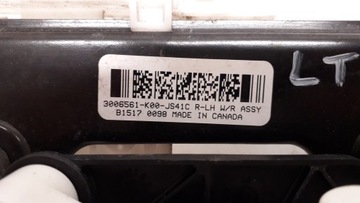 3006561-K00-JS41C R-LH W/R ASSY
B1517 0098 MADE IN CANADA
LT